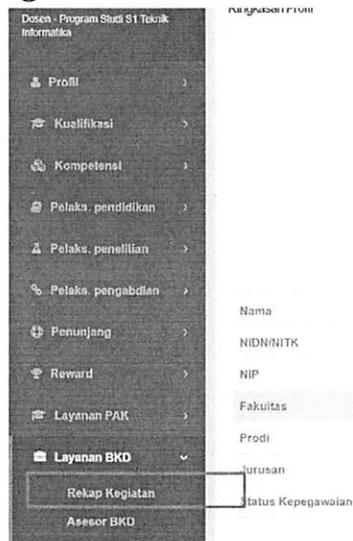 Dosen - Program Studi S1 Teknik
Informatika
Ringkasan Profil
Profil
Kualifikasi
Kompetensi
Pelaks. pendidikan
Pelaks. penelitian
Pelaks. pengabdian
Penunjang
Reward
Layanan PAK
Layanan BKD
Rekap Kegiatan
Asesor BKD
Nama
NIDN/NITK
NIP
Fakultas
Prodi
Jurusan
Status Kepegawaian